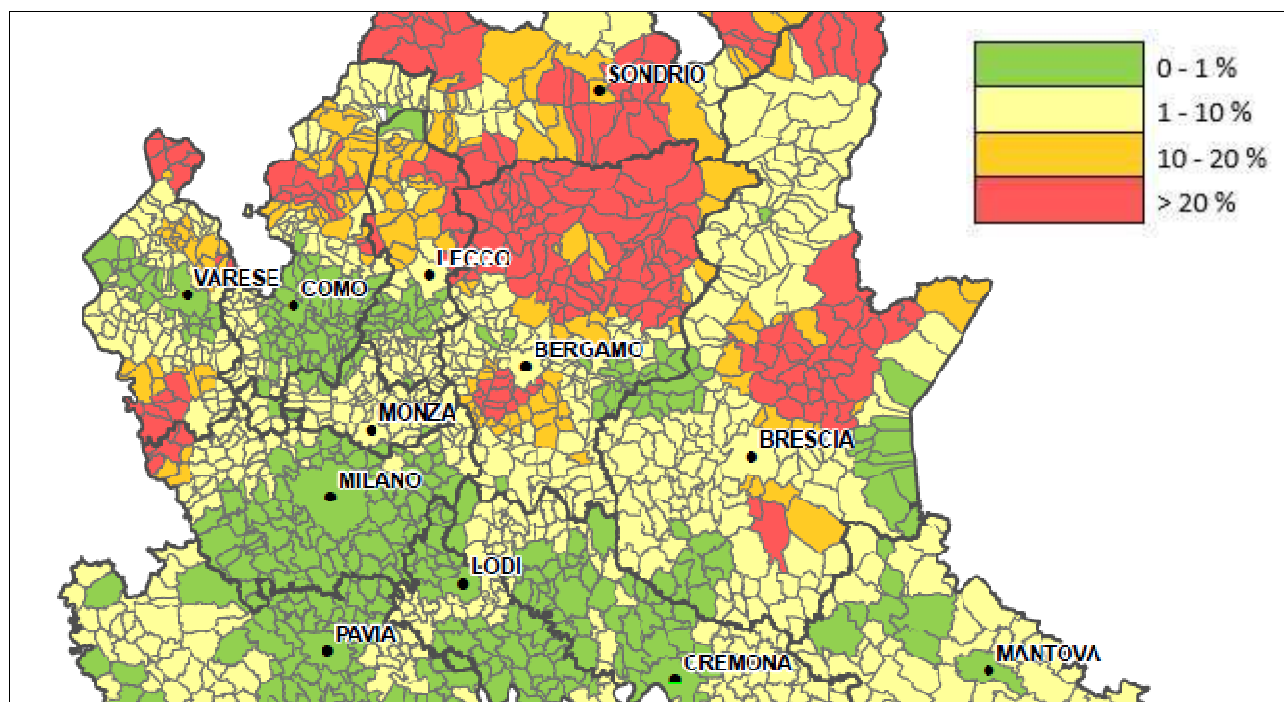 SONDRIO
0 - 1 %
1 - 10 %
10 - 20 %
> 20 %
LECCO
VARESE
COMO
BERGAMO
MONZA
BRESCIA
MILANO
LODI
PAVIA
CREMONA
MANTOVA